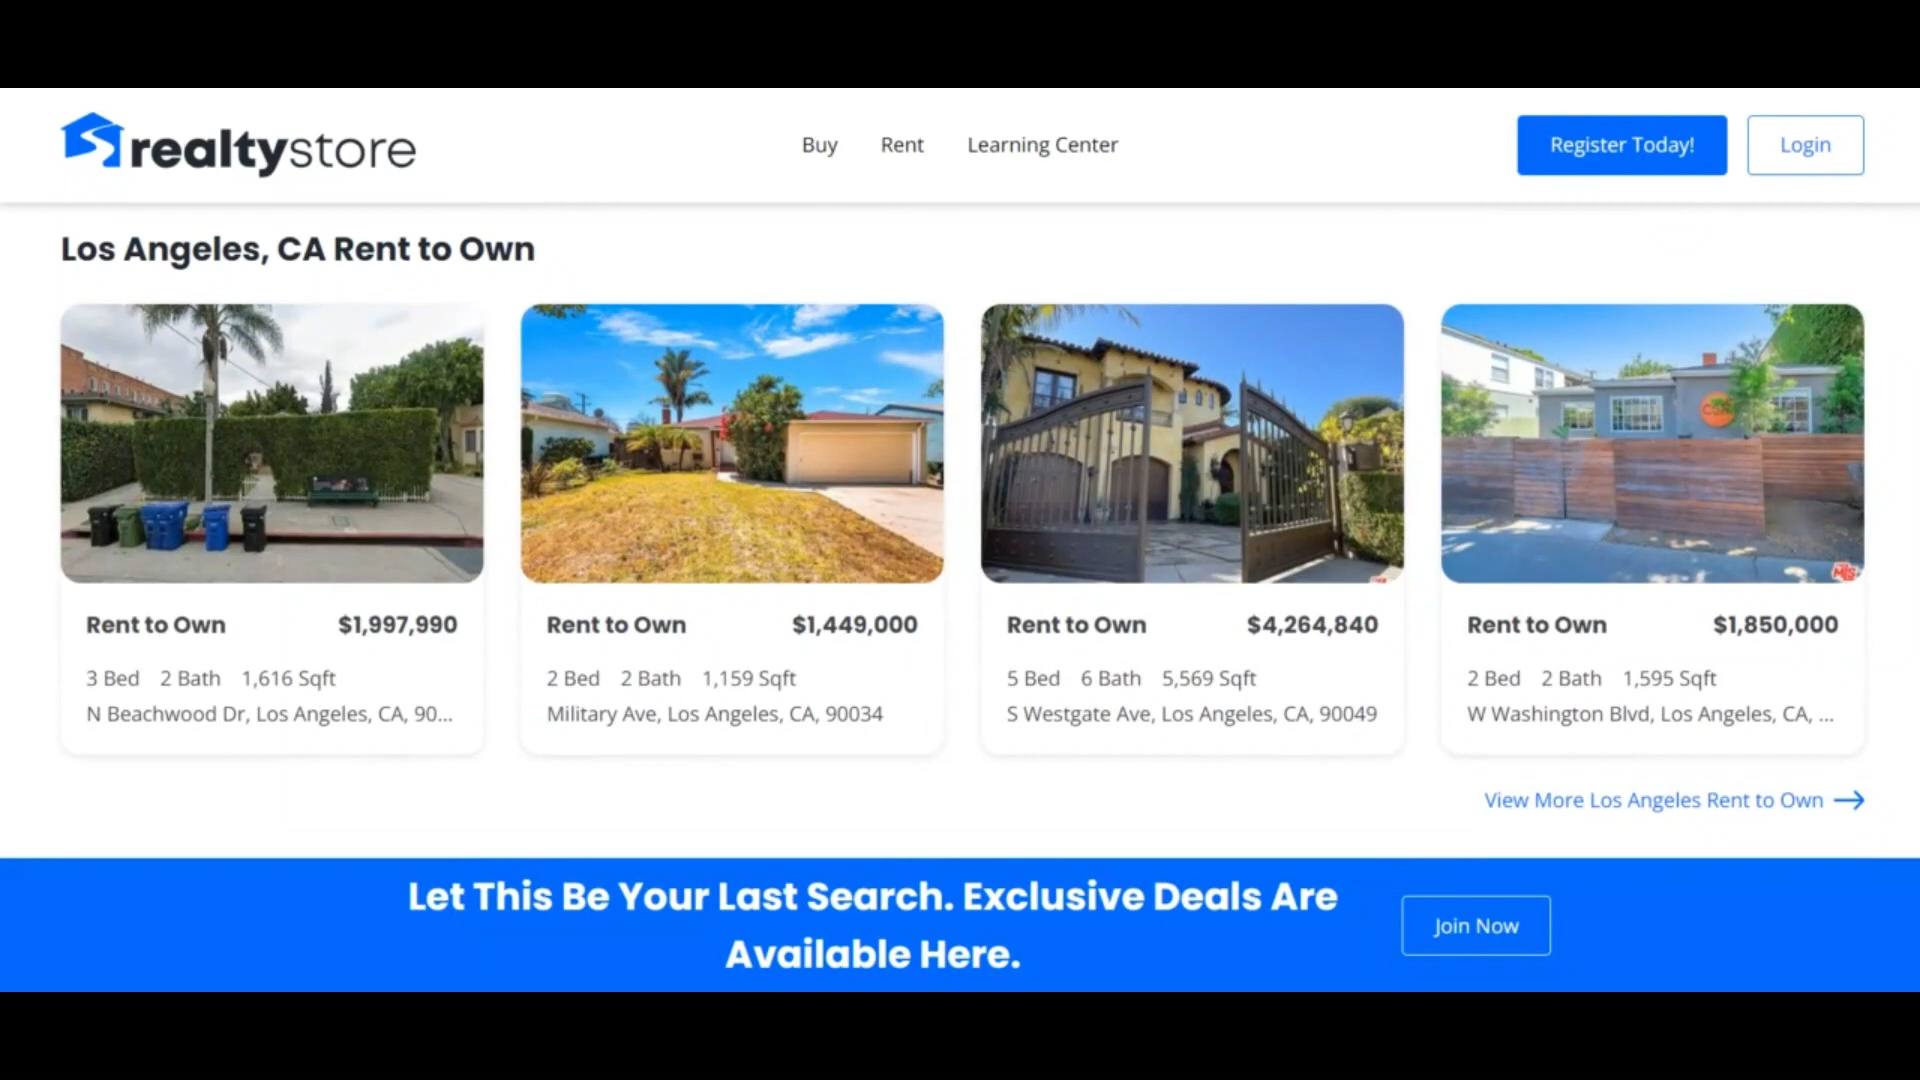 realtystore
Buy Rent Learning Center
Register Today! Login
Los Angeles, CA Rent to Own
Rent to Own $1,997,990
3 Bed 2 Bath 1,616 Sqft
N Beachwood Dr, Los Angeles, CA, 90...
Rent to Own $1,449,000
2 Bed 2 Bath 1,159 Sqft
Military Ave, Los Angeles, CA, 90034
Rent to Own $4,264,840
5 Bed 6 Bath 5,569 Sqft
S Westgate Ave, Los Angeles, CA, 90049
MLS
Rent to Own $1,850,000
2 Bed 2 Bath 1,595 Sqft
W Washington Blvd, Los Angeles, CA, ...
View More Los Angeles Rent to Own
Let This Be Your Last Search. Exclusive Deals Are
Available Here.
Join Now